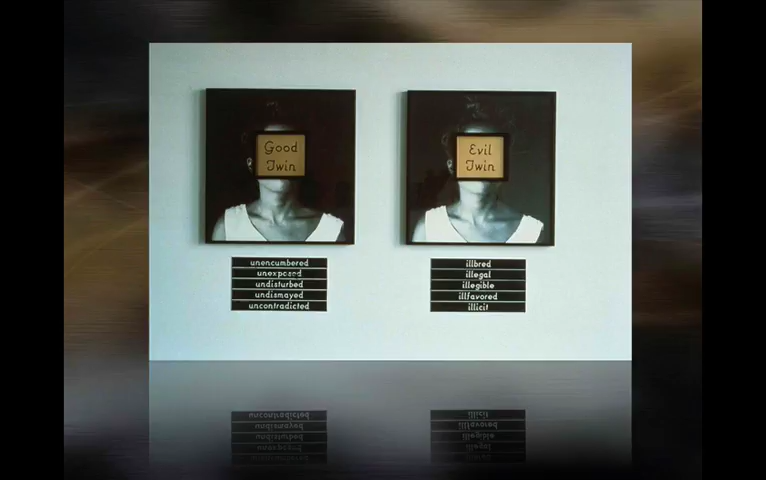 Good
Twin
Evil
Twin
unencumbered
unexposed
undisturbed
undismayed
uncontradicted
illbred
illegal
illegible
illfavored
illicit